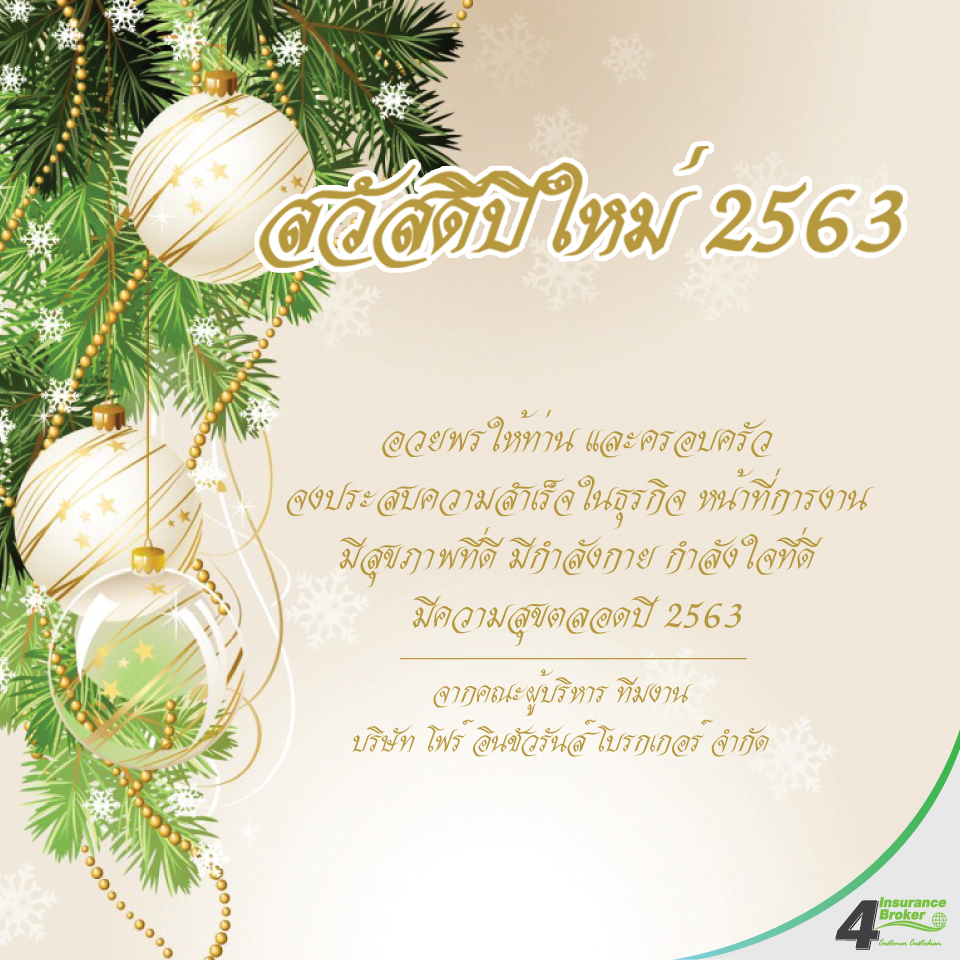 สวัสดีปีใหม่ 2563
อวยพรให้ท่าน และครอบครัว
จงประสบความสำเร็จในธุรกิจ หน้าที่การงาน
มีสุขภาพที่ดี มีกำลังกาย กำลังใจที่ดี
มีความสุขตลอดปี 2563
จากคณะผู้บริหาร ทีมงาน
บริษัท โฟร์ อินชัวรันส์ โบรกเกอร์ จำกัด
4 Insurance
Broker
Customer Custodian